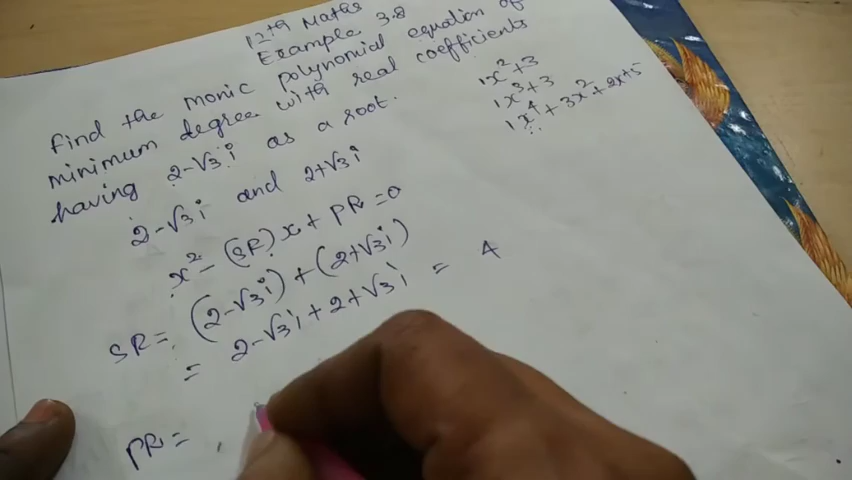 12th Maths
Example 3.8
Find the monic polynomial equation of
minimum degree with real coefficients
having 2-√3i as a root.
1x²+3
1x³+3
1x⁴+3x²+2x+5
2-√3i and 2+√3i
x²-(SR)x+PR=0
SR= (2-√3i)+(2+√3i)
= 2-√3i+2+√3i = 4
PR=